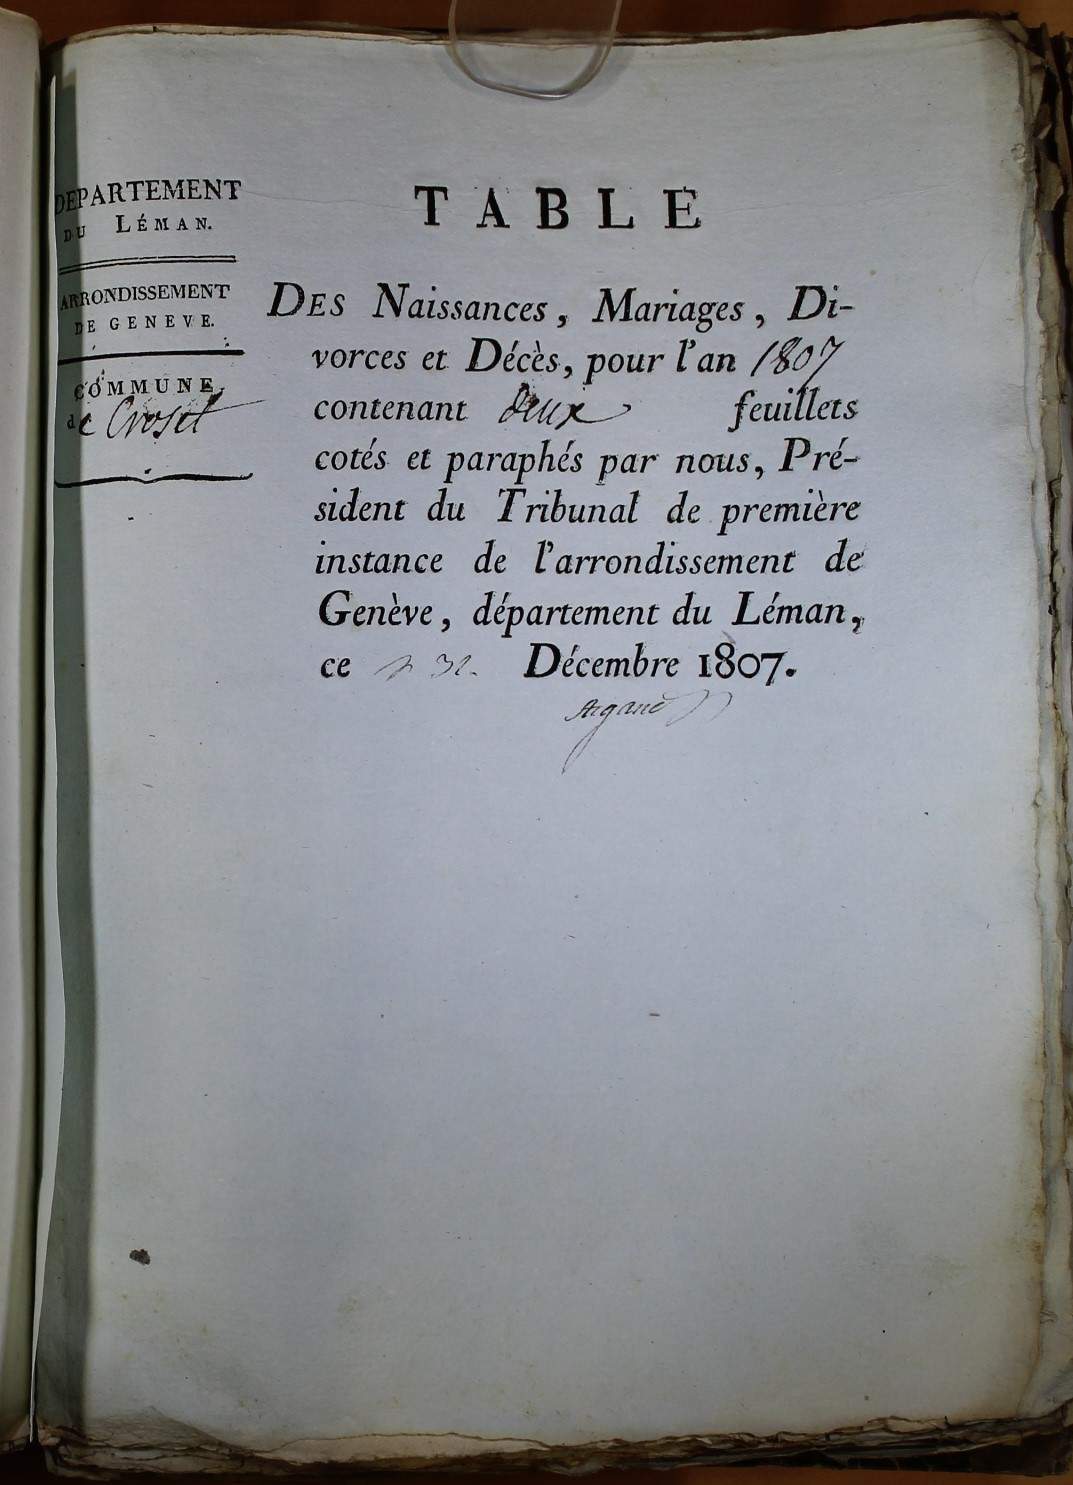 DEPARTEMENT
DU LÉMAN.
ARRONDISSEMENT
DE GENEVE.
COMMUNE
de Croset
TABLE
DES Naissances, Mariages, Di-
vorces et Décès, pour l'an 1807
contenant deux feuillets
cotés et paraphés par nous, Pré-
sident du Tribunal de première
instance de l'arrondissement de
Genève, département du Léman,
ce 31. Décembre 1807.